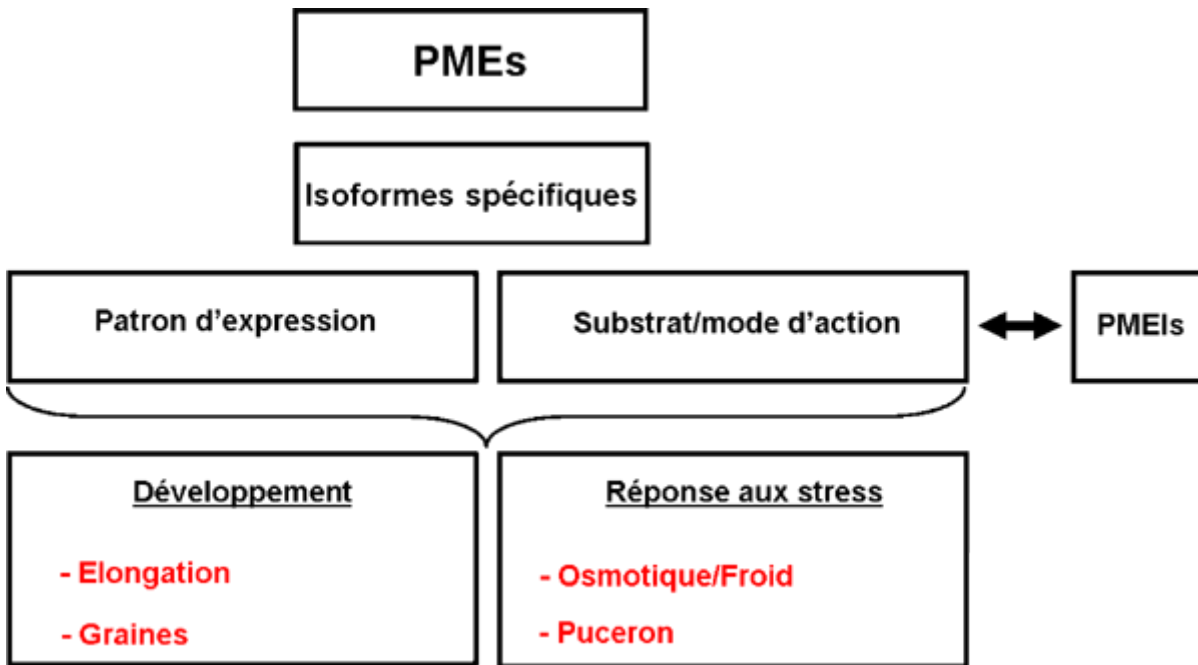 PMEs
Isoformes spécifiques
Patron d'expression
Substrat/mode d'action
PMEIs
Développement
- Elongation
- Graines
Réponse aux stress
- Osmotique/Froid
- Puceron